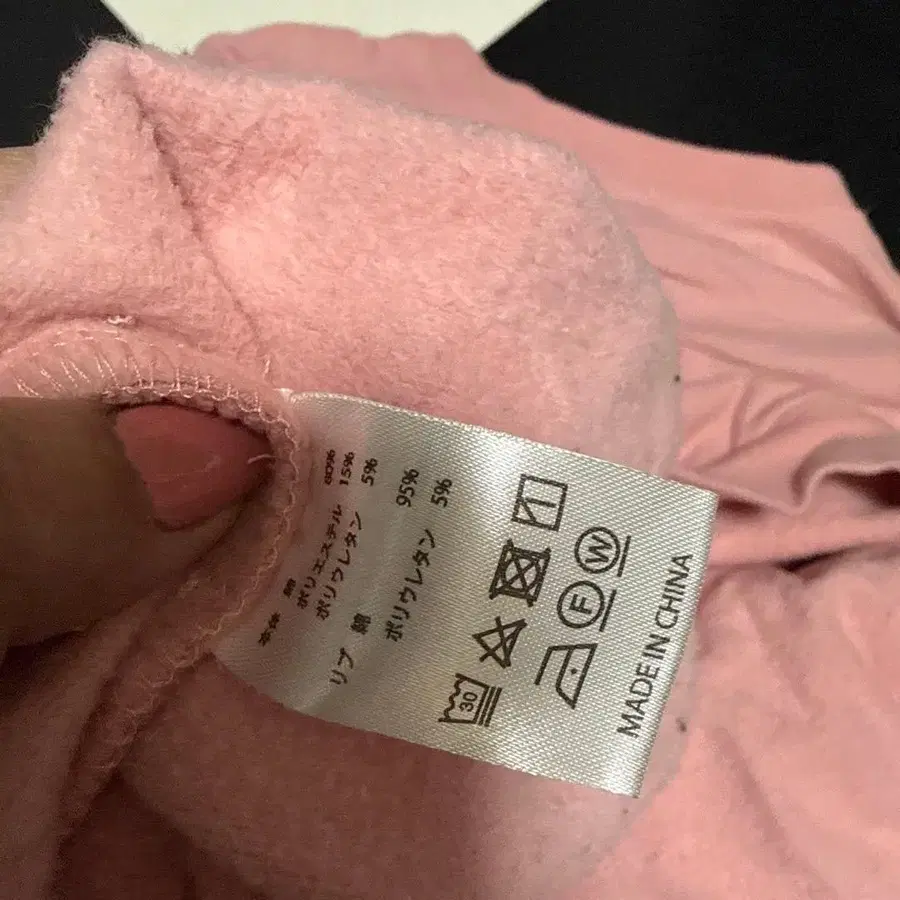 本体 綿 80%
ポリエステル 15%
ポリウレタン 5%
リブ 綿 95%
ポリウレタン 5%
30
F W
MADE IN CHINA